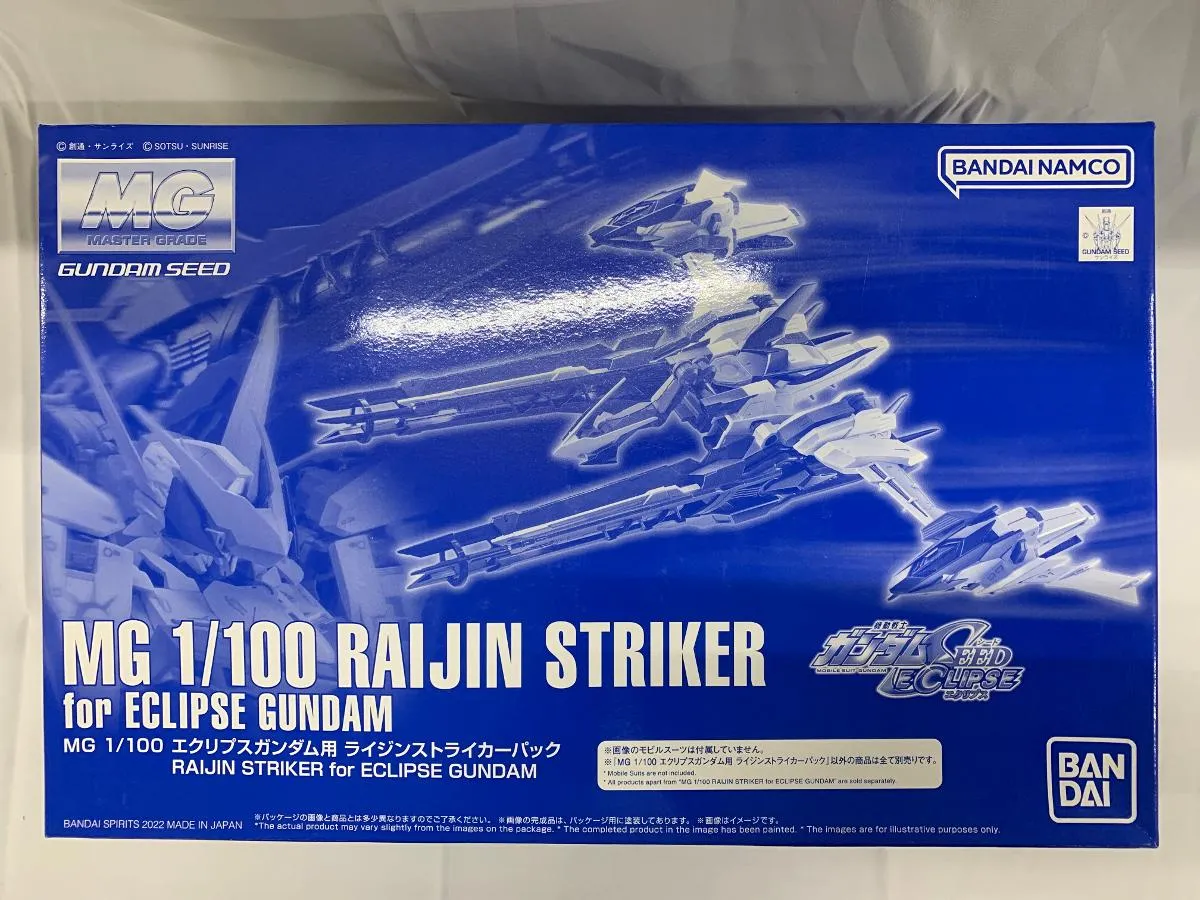 ©創通・サンライズ ©SOTSU・SUNRISE
MG
MASTER GRADE
GUNDAM SEED
BANDAI NAMCO
©
GUNDAM SEED
サンライズ
MG 1/100 RAIJIN STRIKER
for ECLIPSE GUNDAM
MG 1/100 エクリプスガンダム用 ライジンストライカーパック
RAIJIN STRIKER for ECLIPSE GUNDAM
機動戦士
ガンダム SEED シード
MOBILE SUIT GUNDAM
ECLIPSE
エクリプス
※画像のモビルスーツは付属していません。
※「MG 1/100 エクリプスガンダム用 ライジンストライカーパック」以外の商品は全て別売りです。
* Mobile Suits are not included.
* All products apart from "MG 1/100 RAIJIN STRIKER for ECLIPSE GUNDAM" are sold separately.
BAN
DAI
BANDAI SPIRITS 2022 MADE IN JAPAN
※パッケージの画像と商品とは多少異なりますのでご了承ください。 ※画像の完成品は、パッケージ用に塗装してあります。 ※画像はイメージです。
*The actual product may vary slightly from the images on the package. * The completed product in the image has been painted. * The images are for illustrative purposes only.